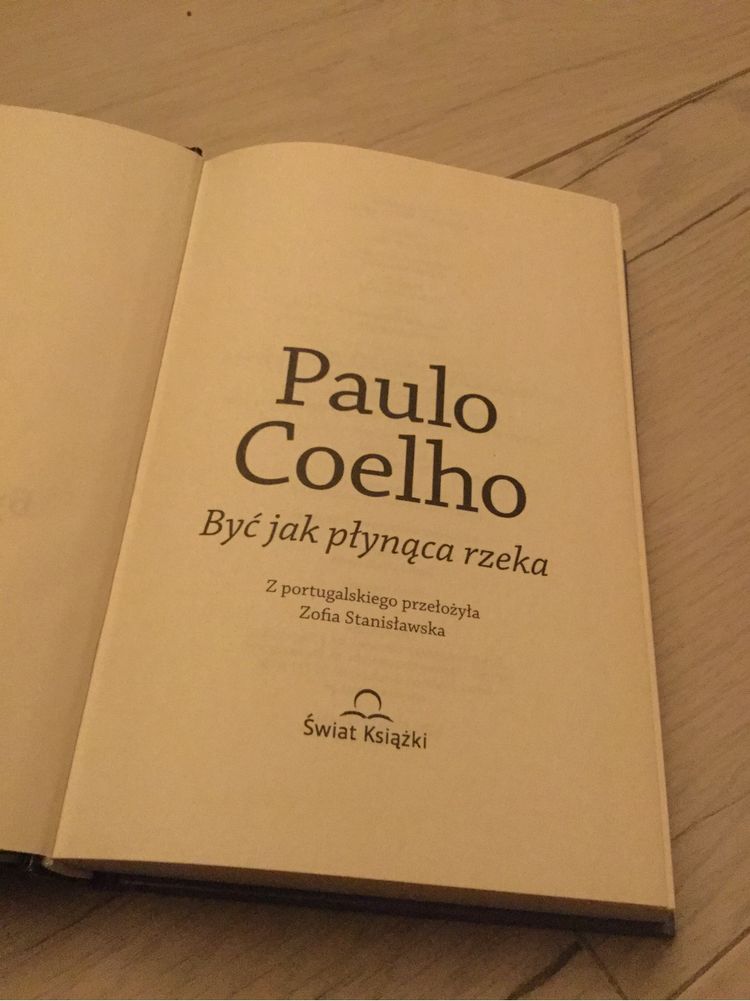 Paulo
Coelho
Być jak płynąca rzeka
Z portugalskiego przełożyła
Zofia Stanisławska
Świat Książki